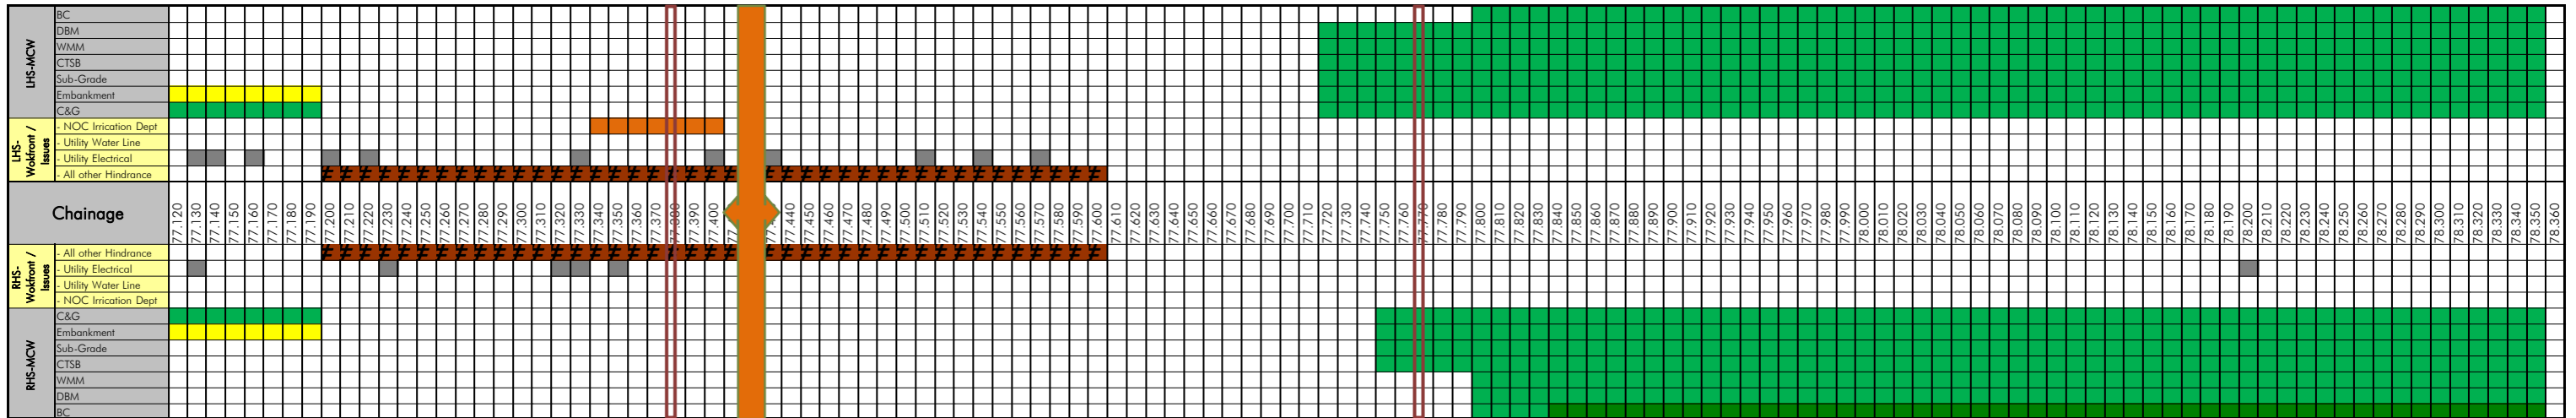 LHS-MCW
BC
DBM
WMM
CTSB
Sub-Grade
Embankment
C&G
LHS-
Wokfront /
Issues
- NOC Irrication Dept
- Utility Water Line
- Utility Electrical
- All other Hindrance
≠ ≠ ≠ ≠ ≠ ≠ ≠ ≠ ≠ ≠ ≠ ≠ ≠ ≠ ≠ ≠ ≠ ≠ ≠ ≠ ≠ ≠ ≠ ≠ ≠ ≠ ≠ ≠ ≠ ≠ ≠ ≠ ≠ ≠ ≠ ≠ ≠ ≠ ≠
Chainage
77.120 77.130 77.140 77.150 77.160 77.170 77.180 77.190 77.200 77.210 77.220 77.230 77.240 77.250 77.260 77.270 77.280 77.290 77.300 77.310 77.320 77.330 77.340 77.350 77.360 77.370 77.380 77.390 77.400 77.440 77.450 77.460 77.470 77.480 77.490 77.500 77.510 77.520 77.530 77.540 77.550 77.560 77.570 77.580 77.590 77.600 77.610 77.620 77.630 77.640 77.650 77.660 77.670 77.680 77.690 77.700 77.710 77.720 77.730 77.740 77.750 77.760 77.770 77.780 77.790 77.800 77.810 77.820 77.830 77.840 77.850 77.860 77.870 77.880 77.890 77.900 77.910 77.920 77.930 77.940 77.950 77.960 77.970 77.980 77.990 78.000 78.010 78.020 78.030 78.040 78.050 78.060 78.070 78.080 78.090 78.100 78.110 78.120 78.130 78.160 78.170 78.180 78.190 78.200 78.210 78.220 78.230 78.240 78.250 78.260 78.270 78.280 78.290 78.300 78.310 78.320 78.330 78.340 78.350 78.360
RHS-
Wokfront /
Issues
- All other Hindrance
≠ ≠ ≠ ≠ ≠ ≠ ≠ ≠ ≠ ≠ ≠ ≠ ≠ ≠ ≠ ≠ ≠ ≠ ≠ ≠ ≠ ≠ ≠ ≠ ≠ ≠ ≠ ≠ ≠ ≠ ≠ ≠ ≠ ≠ ≠ ≠ ≠ ≠ ≠
- Utility Electrical
- Utility Water Line
- NOC Irrication Dept
RHS-MCW
C&G
Embankment
Sub-Grade
CTSB
WMM
DBM
BC